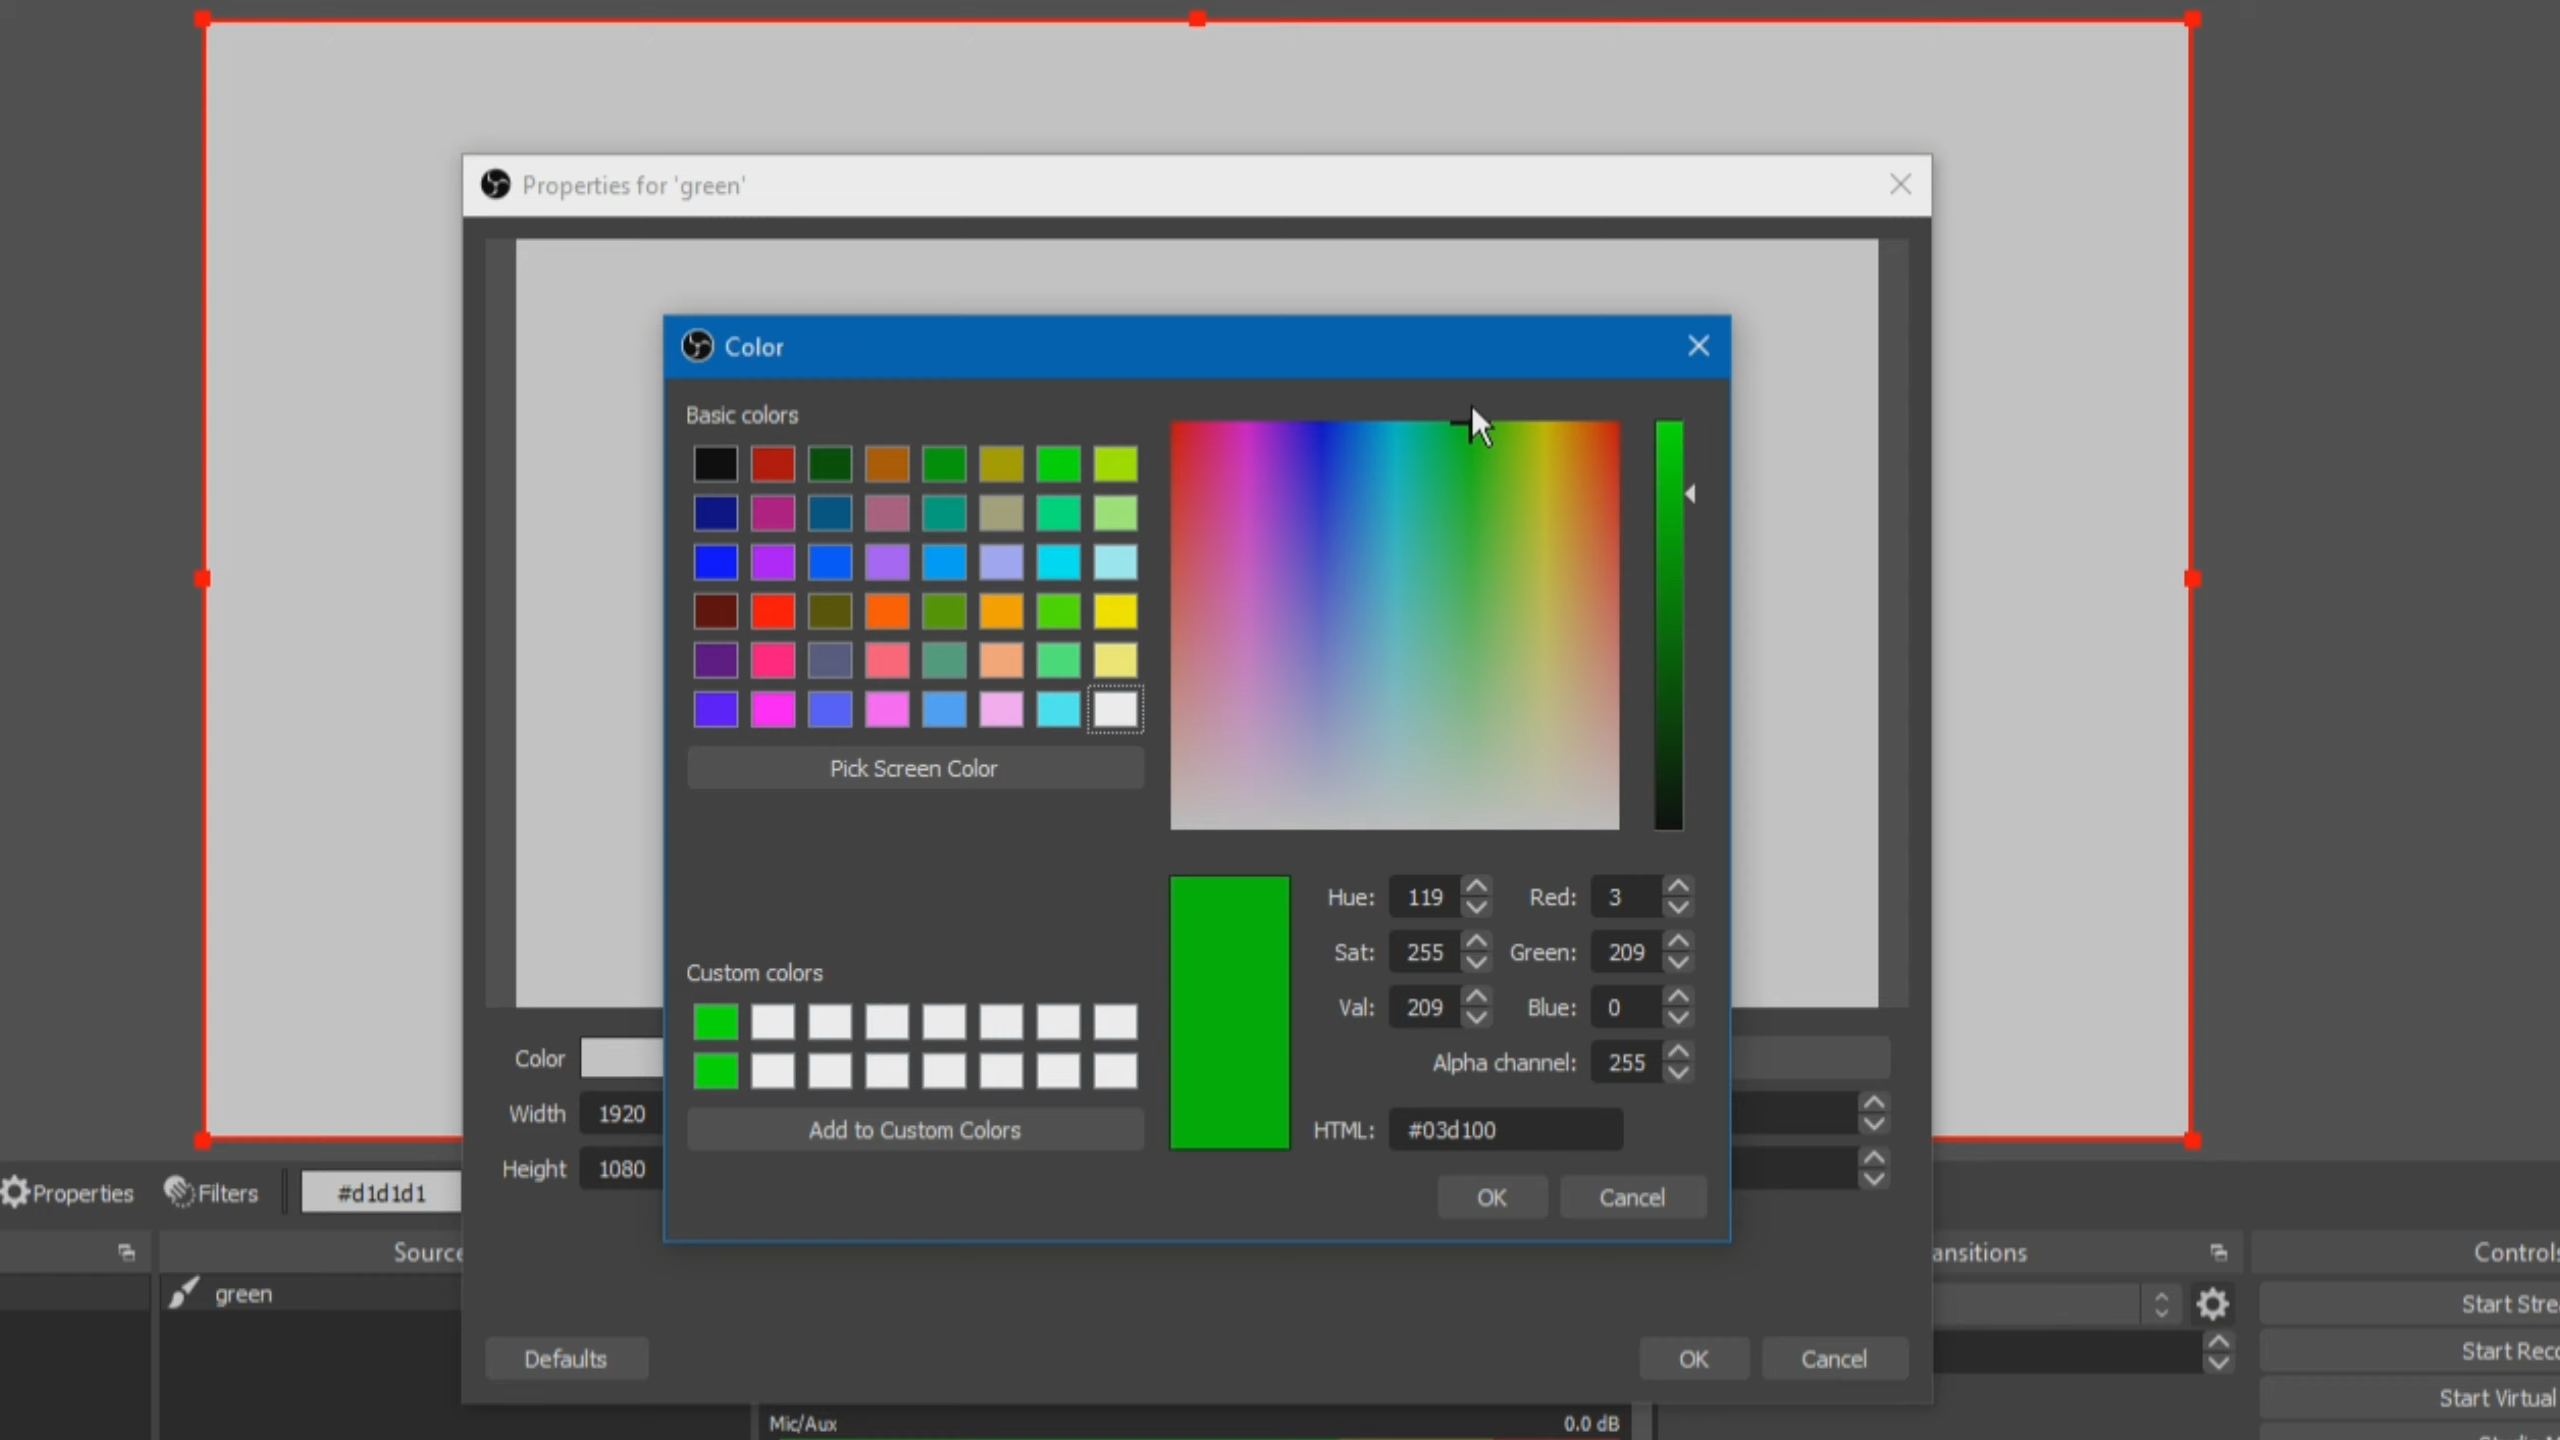 Properties for 'green'
Color
Basic colors
Pick Screen Color
Custom colors
Add to Custom Colors
Hue: 119
Red: 3
Sat: 255
Green: 209
Val: 209
Blue: 0
Alpha channel: 255
HTML: #03d100
OK
Cancel
Color
Width 1920
Height 1080
Defaults
OK
Cancel
Properties
Filters
#d1d1d1
Source
green
ansitions
Controls
Start Stre
Start Reco
Start Virtual
Mic/Aux
0.0 dB